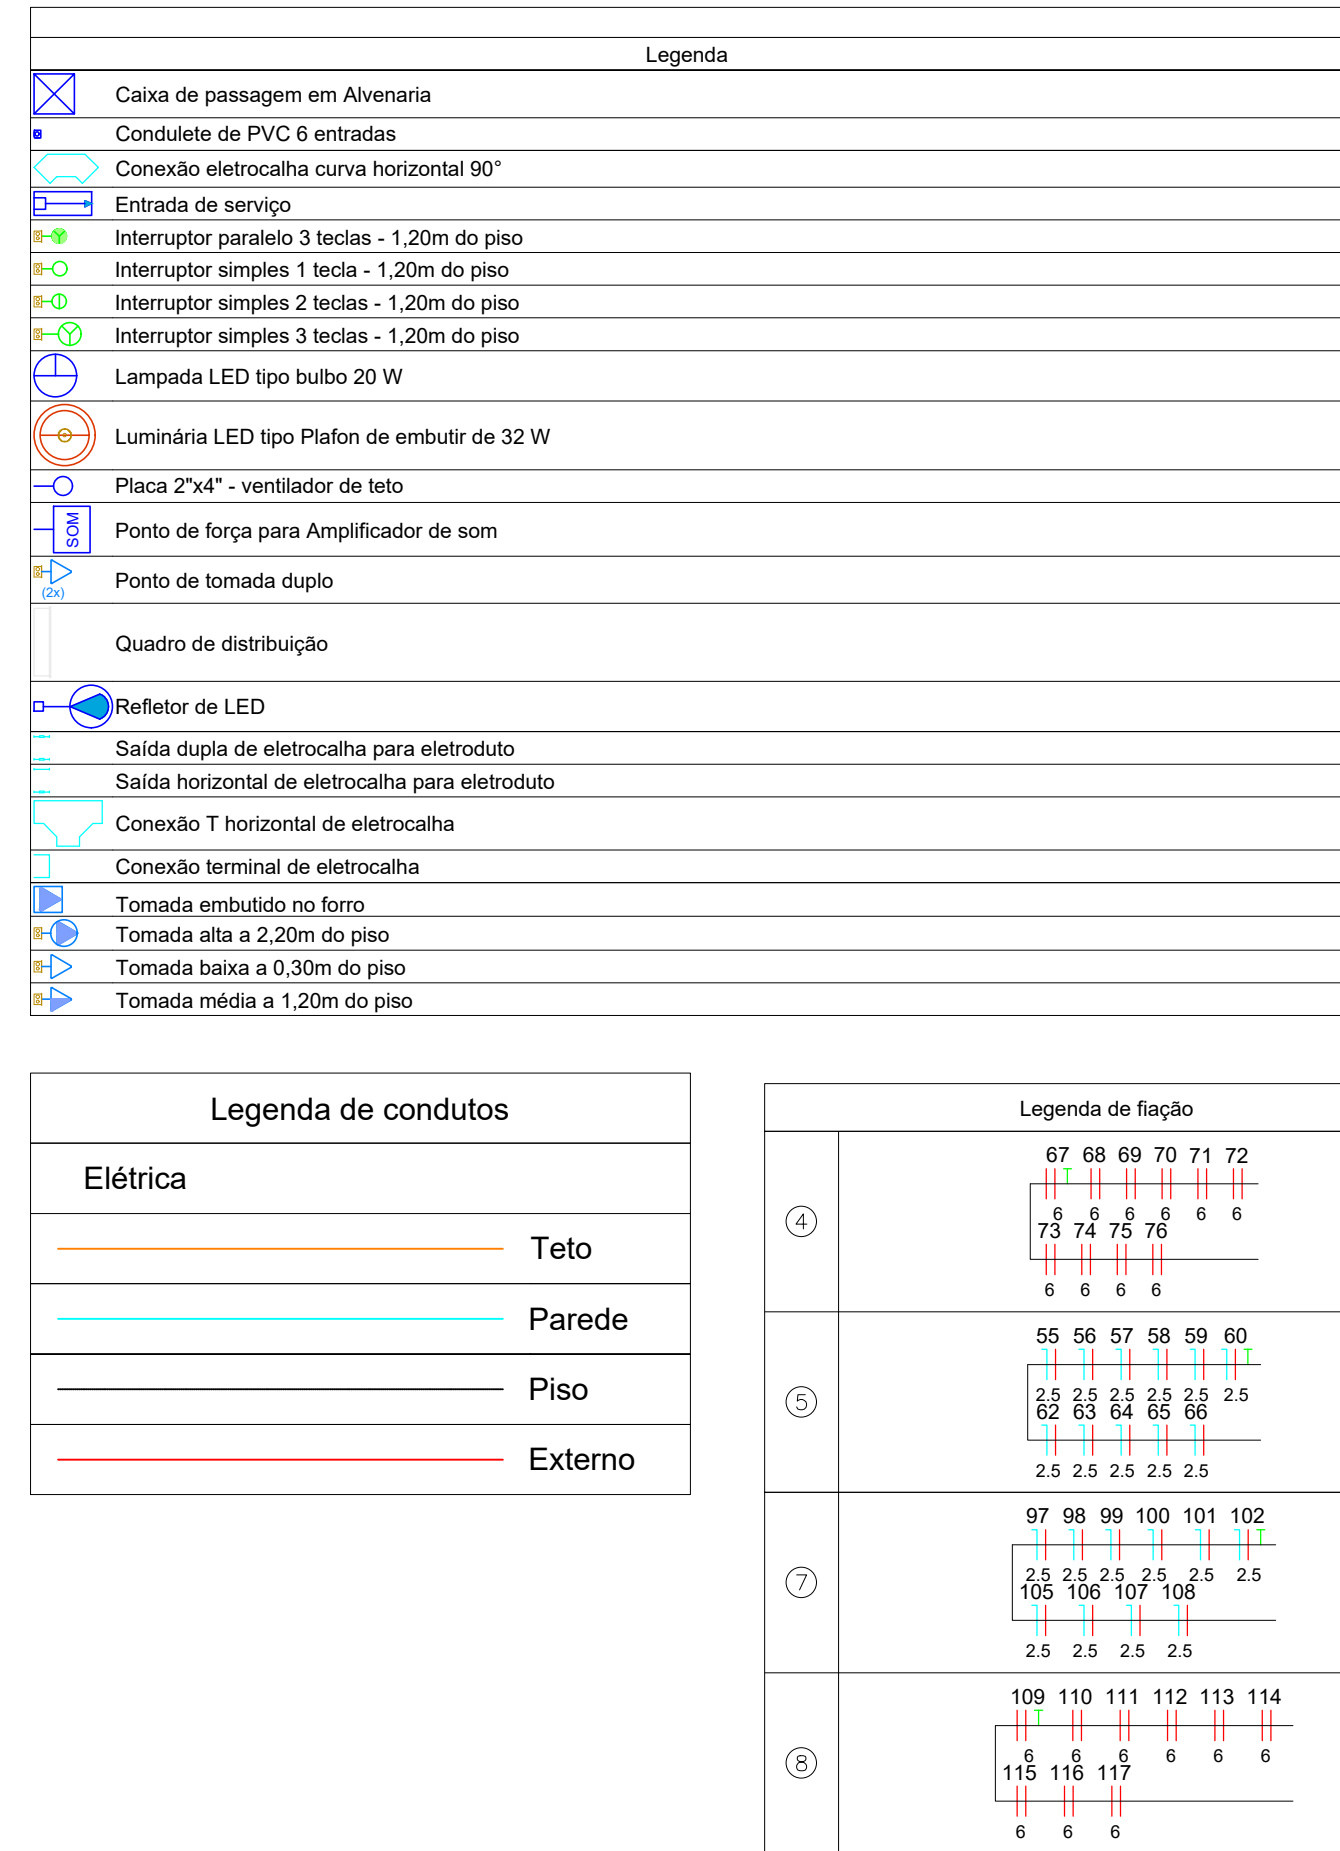 Legenda
Caixa de passagem em Alvenaria
Condulete de PVC 6 entradas
Conexão eletrocalha curva horizontal 90°
Entrada de serviço
Interruptor paralelo 3 teclas - 1,20m do piso
Interruptor simples 1 tecla - 1,20m do piso
Interruptor simples 2 teclas - 1,20m do piso
Interruptor simples 3 teclas - 1,20m do piso
Lampada LED tipo bulbo 20 W
Luminária LED tipo Plafon de embutir de 32 W
Placa 2"x4" - ventilador de teto
SOM Ponto de força para Amplificador de som
Ponto de tomada duplo
(2x)
Quadro de distribuição
Refletor de LED
Saída dupla de eletrocalha para eletroduto
Saída horizontal de eletrocalha para eletroduto
Conexão T horizontal de eletrocalha
Conexão terminal de eletrocalha
Tomada embutido no forro
Tomada alta a 2,20m do piso
Tomada baixa a 0,30m do piso
Tomada média a 1,20m do piso
Legenda de condutos
Elétrica
Teto
Parede
Piso
Externo
Legenda de fiação
4
67 68 69 70 71 72
6 6 6 6 6 6
73 74 75 76
6 6 6 6
5
55 56 57 58 59 60
2.5 2.5 2.5 2.5 2.5 2.5
62 63 64 65 66
2.5 2.5 2.5 2.5 2.5
7
97 98 99 100 101 102
2.5 2.5 2.5 2.5 2.5 2.5
105 106 107 108
2.5 2.5 2.5 2.5
8
109 110 111 112 113 114
6 6 6 6 6 6
115 116 117
6 6 6